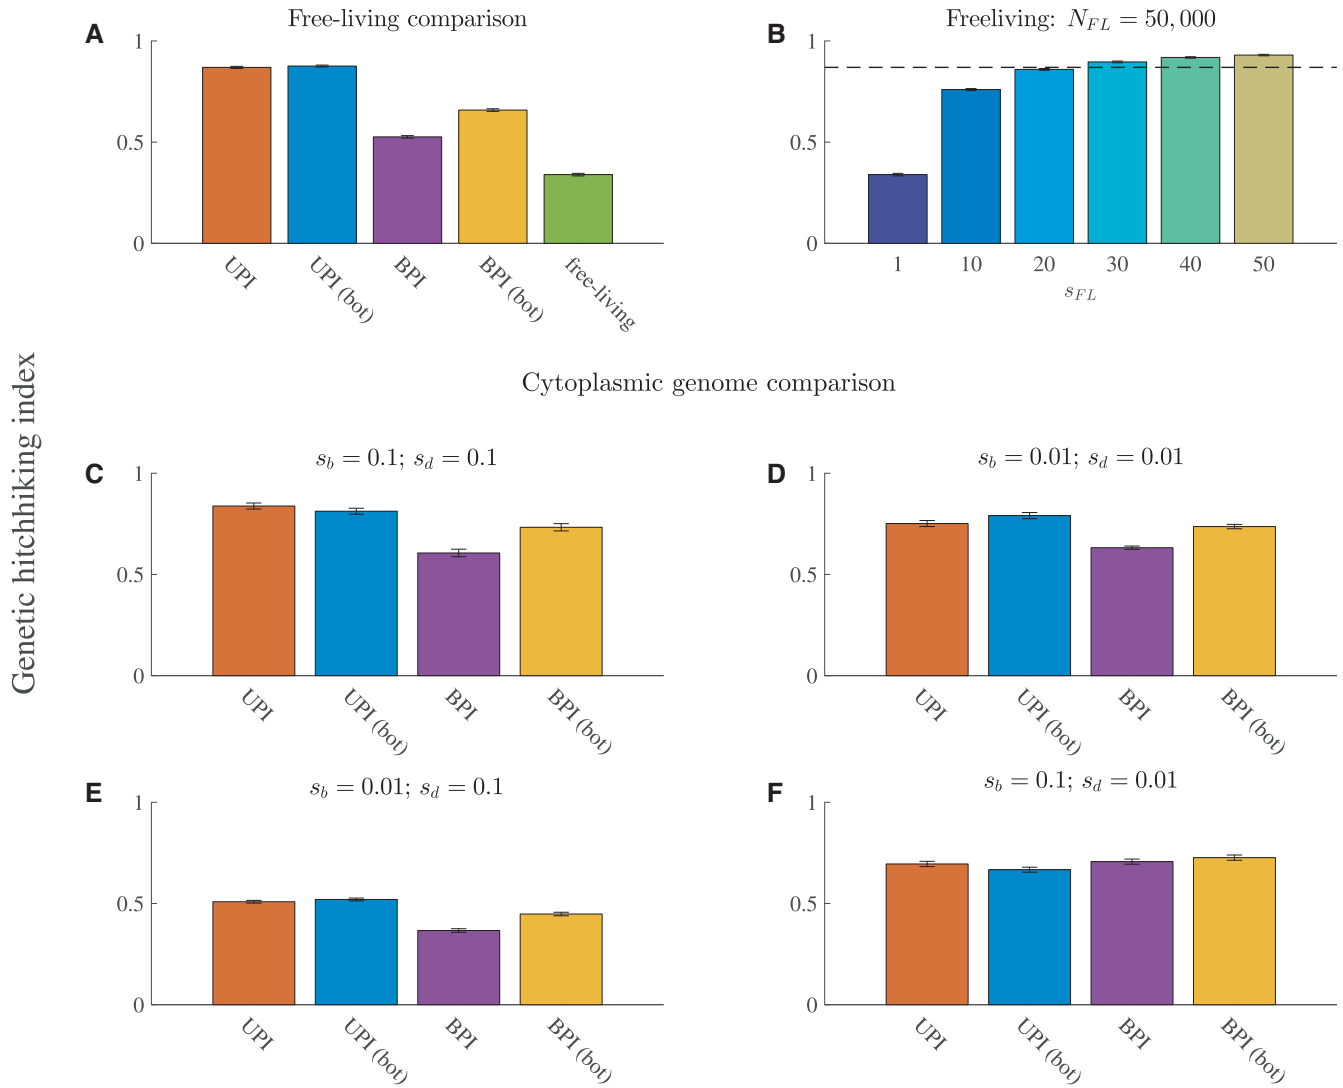 Genetic hitchhiking index
A
Free-living comparison
1
0.5
0
UPI
UPI (bot)
BPI
BPI (bot)
free-living
B
Freeliving: N_{FL} = 50,000
1
0.5
0
1 10 20 30 40 50
s_{FL}
Cytoplasmic genome comparison
C
s_b = 0.1; s_d = 0.1
1
0.5
0
UPI
UPI (bot)
BPI
BPI (bot)
D
s_b = 0.01; s_d = 0.01
1
0.5
0
UPI
UPI (bot)
BPI
BPI (bot)
E
s_b = 0.01; s_d = 0.1
1
0.5
0
UPI
UPI (bot)
BPI
BPI (bot)
F
s_b = 0.1; s_d = 0.01
1
0.5
0
UPI
UPI (bot)
BPI
BPI (bot)